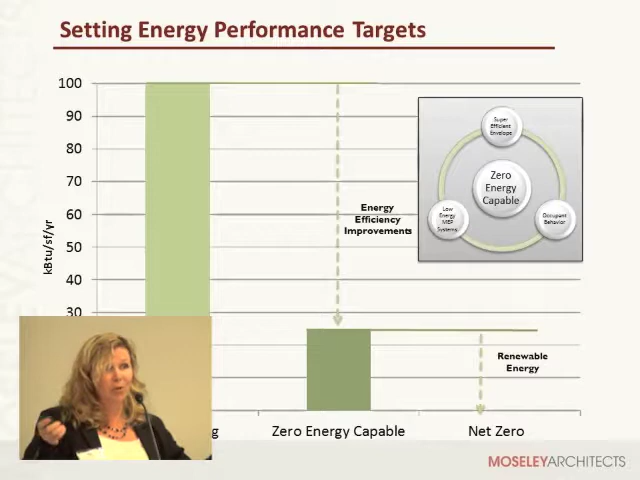 Setting Energy Performance Targets
100
90
80
70
60
50
40
30
kBtu/sf/yr
Energy
Efficiency
Improvements
Super
Efficient
Envelope
Zero
Energy
Capable
Low
Energy
MEP
Systems
Occupant
Behavior
Renewable
Energy
g
Zero Energy Capable
Net Zero
MOSELEYARCHITECTS